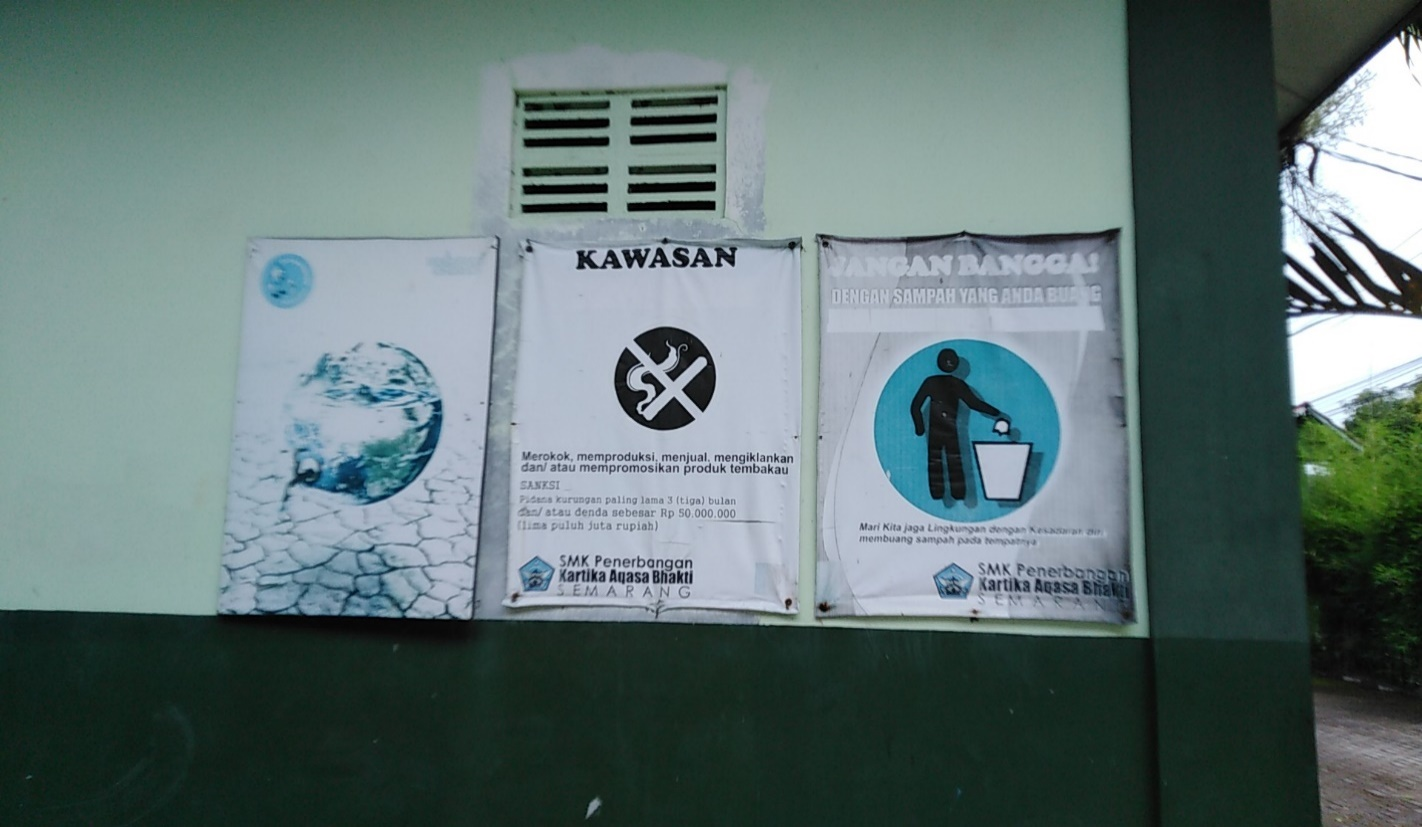 KAWASAN
Merokok, memproduksi, menjual, mengiklankan
dan/ atau mempromosikan produk tembakau
SANKSI
Pidana kurungan paling lama 3 (tiga) bulan
dan/ atau denda sebesar Rp 50.000.000
(lima puluh juta rupiah)
SMK Penerbangan
Kartika Aqasa Bhakti
SEMARANG
JANGAN BANGGA!
DENGAN SAMPAH YANG ANDA BUANG
Mari Kita jaga Lingkungan dengan Kesadaran diri
membuang sampah pada tempatnya
SMK Penerbangan
Kartika Aqasa Bhakti
SEMARANG